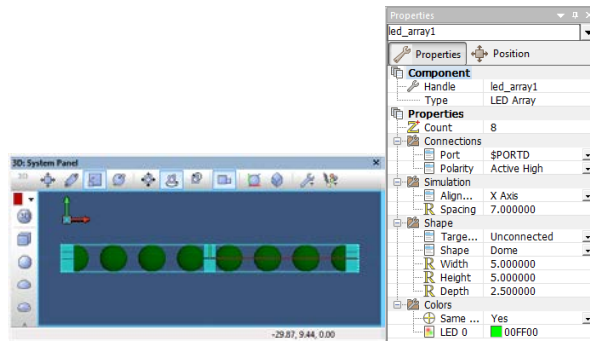 Properties
led_array1
Properties Position
Component
Handle led_array1
Type LED Array
Properties
Count 8
Connections
Port $PORTD
Polarity Active High
Simulation
Align... X Axis
Spacing 7.000000
Shape
Targe... Unconnected
Shape Dome
Width 5.000000
Height 5.000000
Depth 2.500000
Colors
Same ... Yes
LED 0 00FF00
3D: System Panel
3D
-29.87, 9.44, 0.00